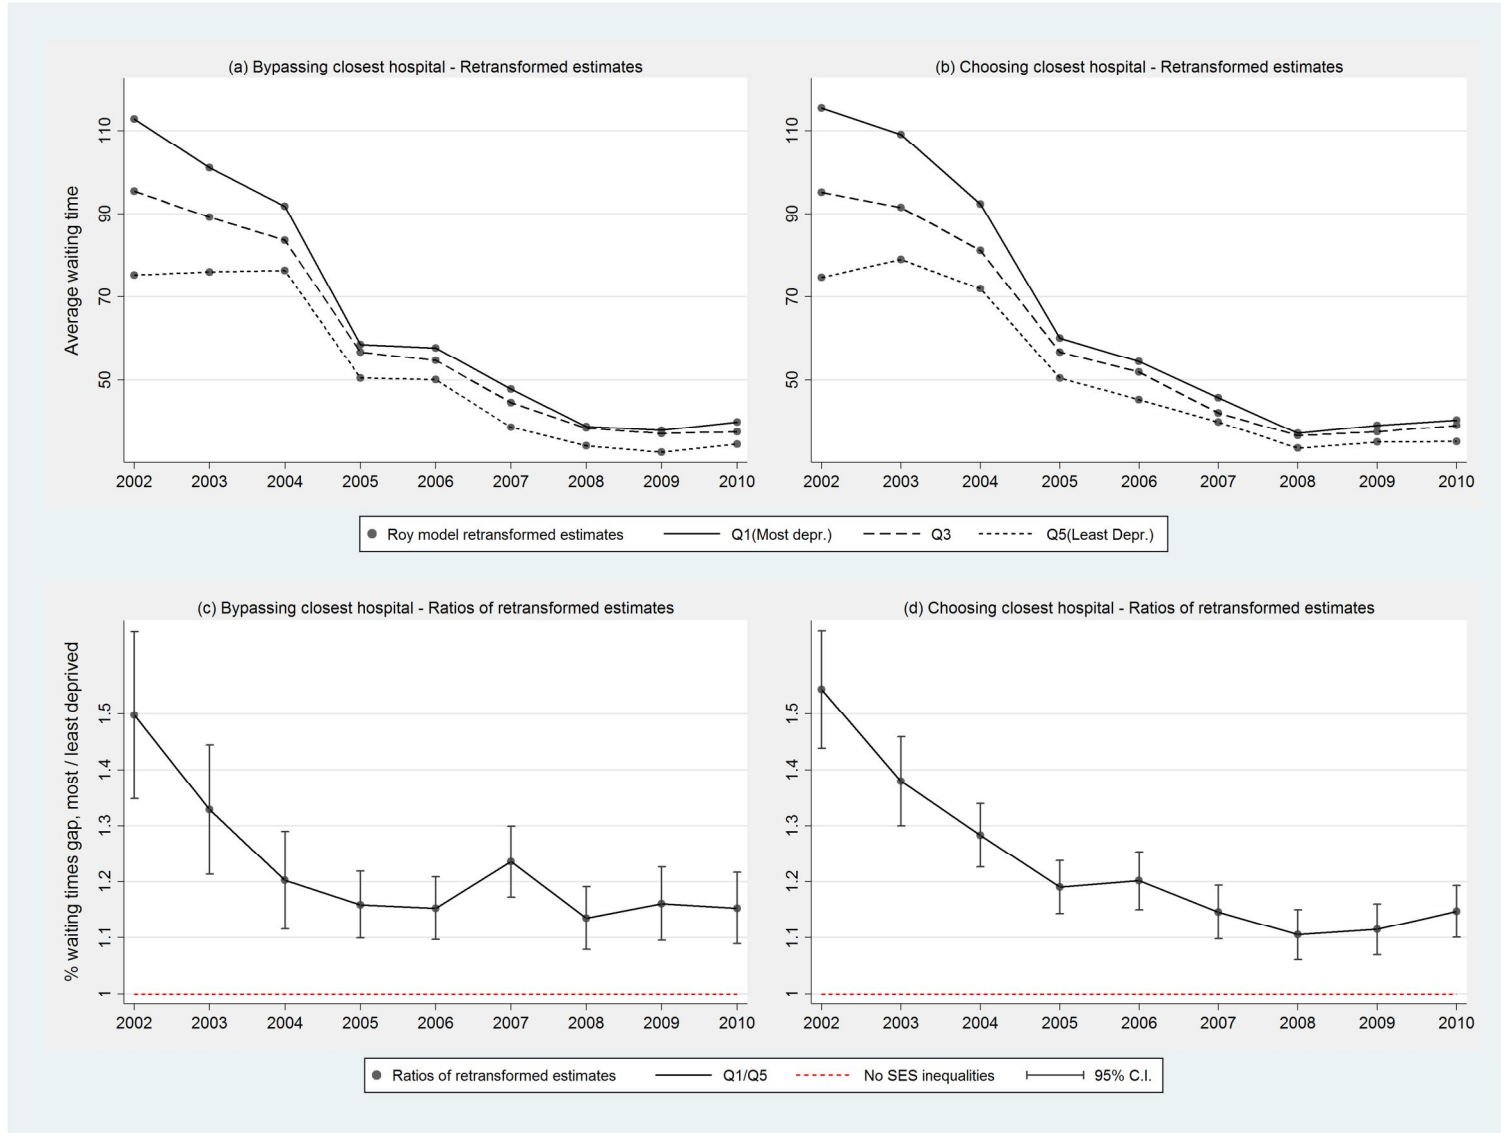 (a) Bypassing closest hospital - Retransformed estimates
Average waiting time
110
90
70
50
2002 2003 2004 2005 2006 2007 2008 2009 2010
(b) Choosing closest hospital - Retransformed estimates
110
90
70
50
2002 2003 2004 2005 2006 2007 2008 2009 2010
Roy model retransformed estimates Q1(Most depr.) Q3 Q5(Least Depr.)
(c) Bypassing closest hospital - Ratios of retransformed estimates
% waiting times gap, most / least deprived
1.5
1.4
1.3
1.2
1.1
1
2002 2003 2004 2005 2006 2007 2008 2009 2010
(d) Choosing closest hospital - Ratios of retransformed estimates
1.5
1.4
1.3
1.2
1.1
1
2002 2003 2004 2005 2006 2007 2008 2009 2010
Ratios of retransformed estimates Q1/Q5 No SES inequalities 95% C.I.